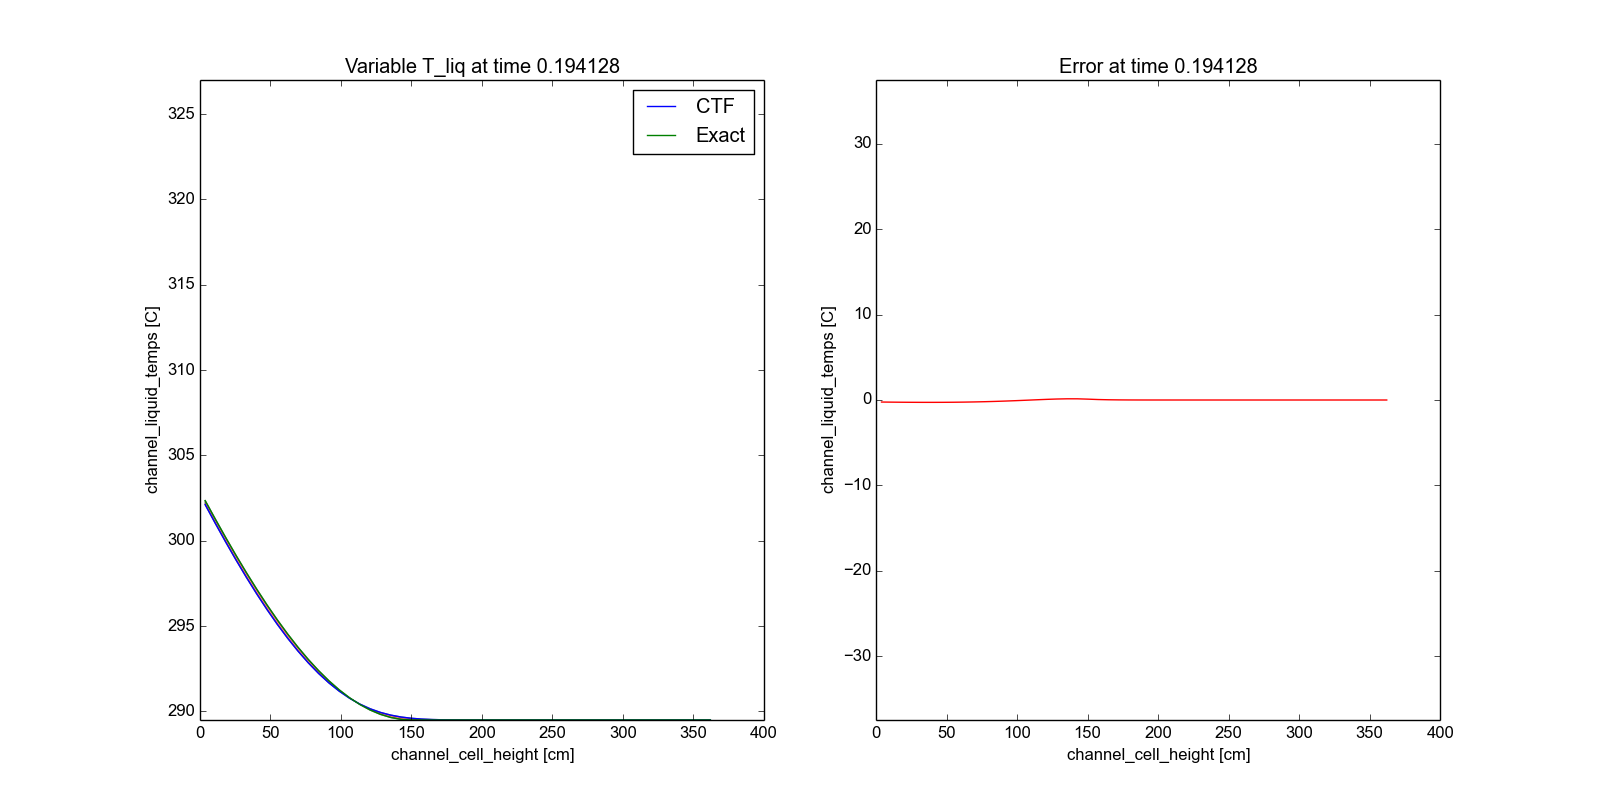 Variable T_liq at time 0.194128
CTF
Exact
325
320
315
310
305
300
295
290
channel_liquid_temps [C]
0 50 100 150 200 250 300 350 400
channel_cell_height [cm]
Error at time 0.194128
30
20
10
0
−10
−20
−30
channel_liquid_temps [C]
0 50 100 150 200 250 300 350 400
channel_cell_height [cm]